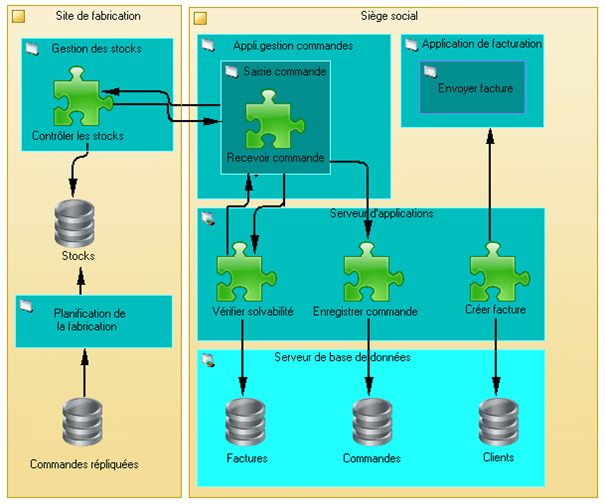 Site de fabrication
Gestion des stocks
Contrôler les stocks
Stocks
Planification de
la fabrication
Commandes répliquées
Siège social
Appli.gestion commandes
Saisie commande
Recevoir commande
Application de facturation
Envoyer facture
Serveur d'applications
Vérifier solvabilité
Enregistrer commande
Créer facture
Serveur de base de données
Factures
Commandes
Clients